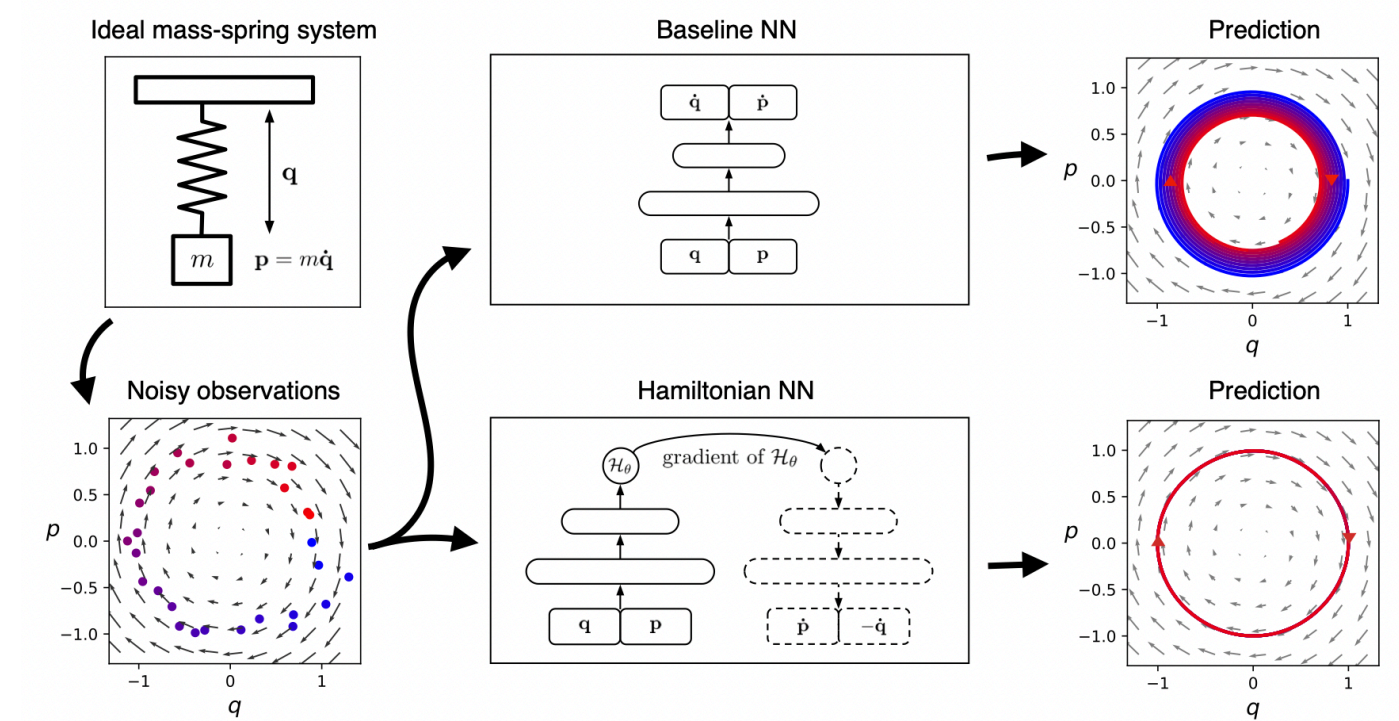 Ideal mass-spring system
q
m
p = mq̇
Baseline NN
q̇ ṗ
q p
Prediction
1.0
0.5
0.0
−0.5
−1.0
p
−1 0 1
q
Noisy observations
1.0
0.5
0.0
−0.5
−1.0
p
−1 0 1
q
Hamiltonian NN
ℋθ
gradient of ℋθ
q p
ṗ −q̇
Prediction
1.0
0.5
0.0
−0.5
−1.0
p
−1 0 1
q